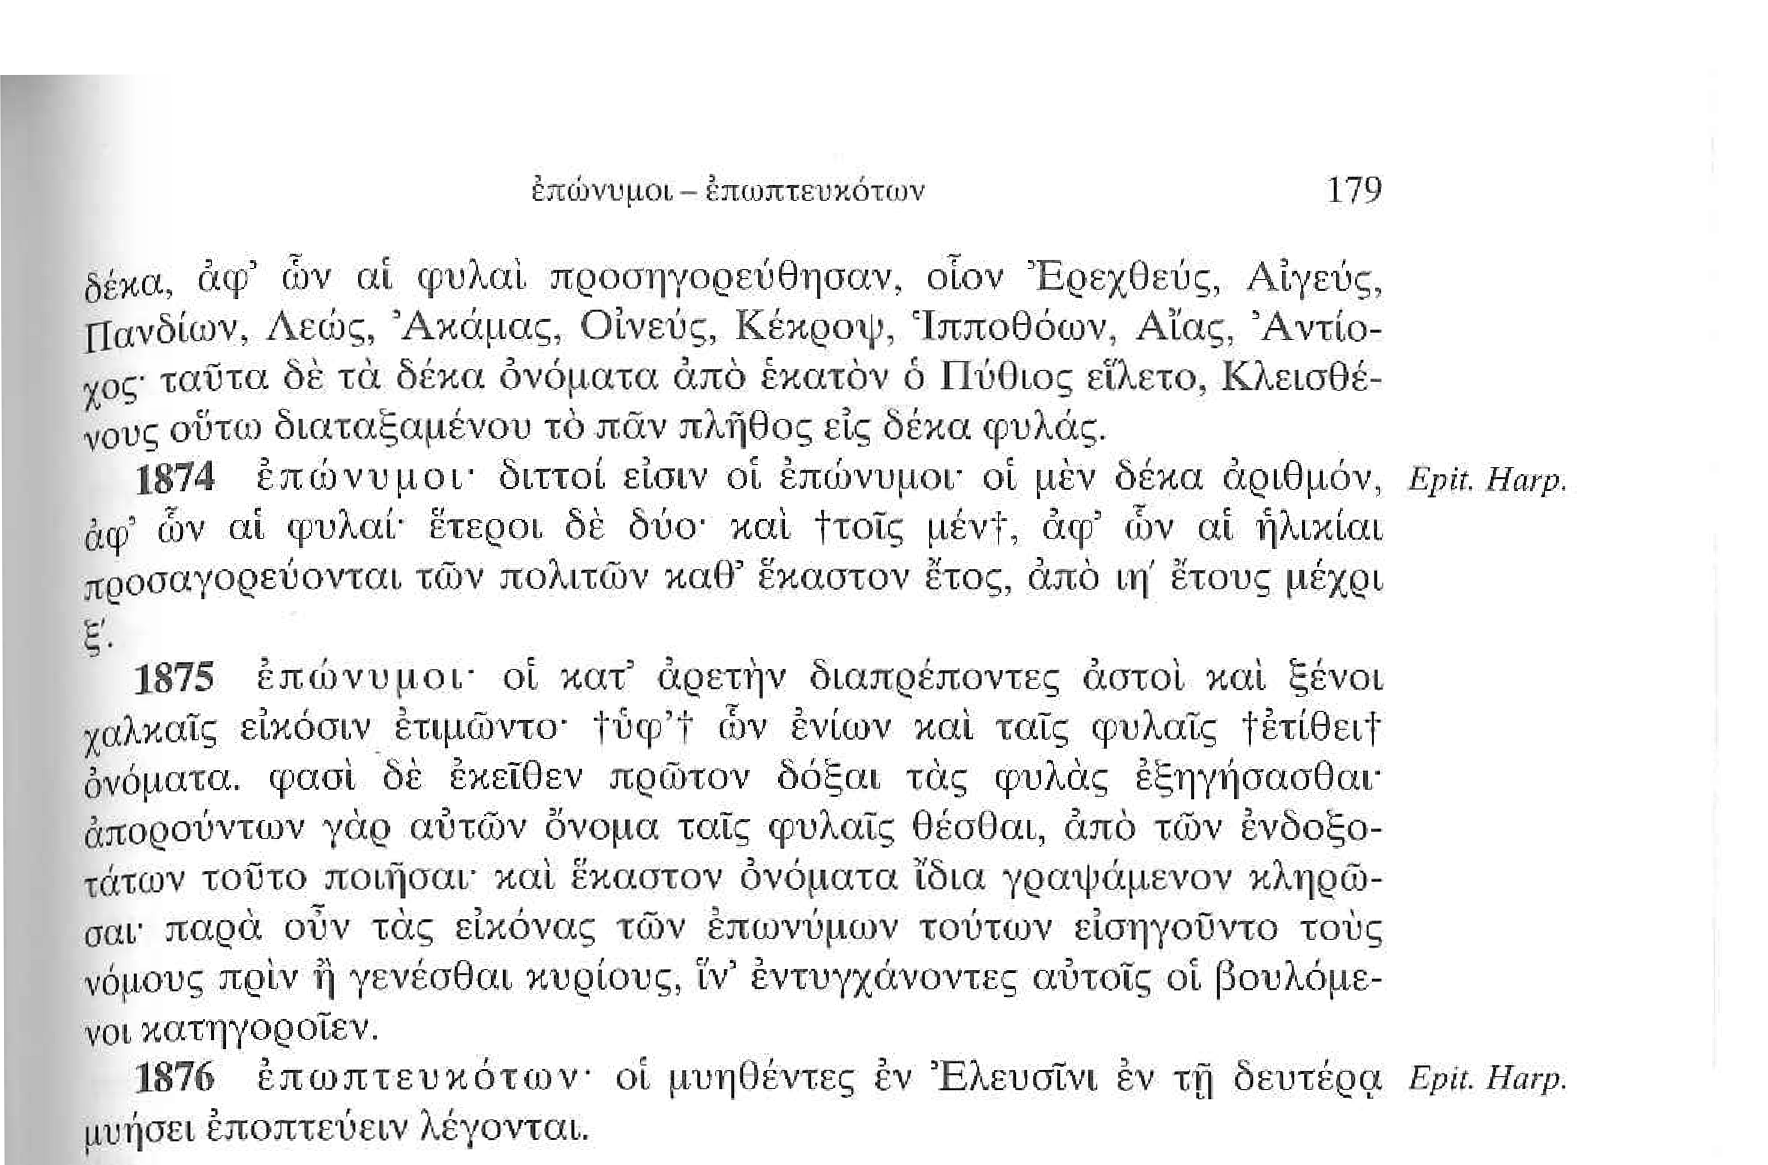 ἐπώνυμοι – ἐπωπτευκότων 179
δέκα, ἀφ’ ὧν αἱ φυλαὶ προσηγορεύθησαν, οἷον Ἐρεχθεύς, Αἰγεύς,
Πανδίων, Λεώς, Ἀκάμας, Οἰνεύς, Κέκροψ, Ἱπποθόων, Αἴας, Ἀντίο-
χος· ταῦτα δὲ τὰ δέκα ὀνόματα ἀπὸ ἑκατὸν ὁ Πύθιος εἵλετο, Κλεισθέ-
νους οὕτω διαταξαμένου τὸ πᾶν πλῆθος εἰς δέκα φυλάς.
1874 ἐπώνυμοι· διττοί εἰσιν οἱ ἐπώνυμοι· οἱ μὲν δέκα ἀριθμόν, Epit. Harp.
ἀφ’ ὧν αἱ φυλαί· ἕτεροι δὲ δύο· καὶ †τοῖς μέν†, ἀφ’ ὧν αἱ ἡλικίαι
προσαγορεύονται τῶν πολιτῶν καθ’ ἕκαστον ἔτος, ἀπὸ ιη′ ἔτους μέχρι
ξ′.
1875 ἐπώνυμοι· οἱ κατ’ ἀρετὴν διαπρέποντες ἀστοὶ καὶ ξένοι
χαλκαῖς εἰκόσιν ἐτιμῶντο· †ὑφ’† ὧν ἐνίων καὶ ταῖς φυλαῖς †ἐτίθει†
ὀνόματα. φασὶ δὲ ἐκεῖθεν πρῶτον δόξαι τὰς φυλὰς ἐξηγήσασθαι·
ἀπορούντων γὰρ αὐτῶν ὄνομα ταῖς φυλαῖς θέσθαι, ἀπὸ τῶν ἐνδοξο-
τάτων τοῦτο ποιῆσαι· καὶ ἕκαστον ὀνόματα ἴδια γραψάμενον κληρῶ-
σαι· παρὰ οὖν τὰς εἰκόνας τῶν ἐπωνύμων τούτων εἰσηγοῦντο τοὺς
νόμους πρὶν ἢ γενέσθαι κυρίους, ἵν’ ἐντυγχάνοντες αὐτοῖς οἱ βουλόμε-
νοι κατηγοροῖεν.
1876 ἐπωπτευκότων· οἱ μυηθέντες ἐν Ἐλευσῖνι ἐν τῇ δευτέρᾳ Epit. Harp.
μυήσει ἐποπτεύειν λέγονται.